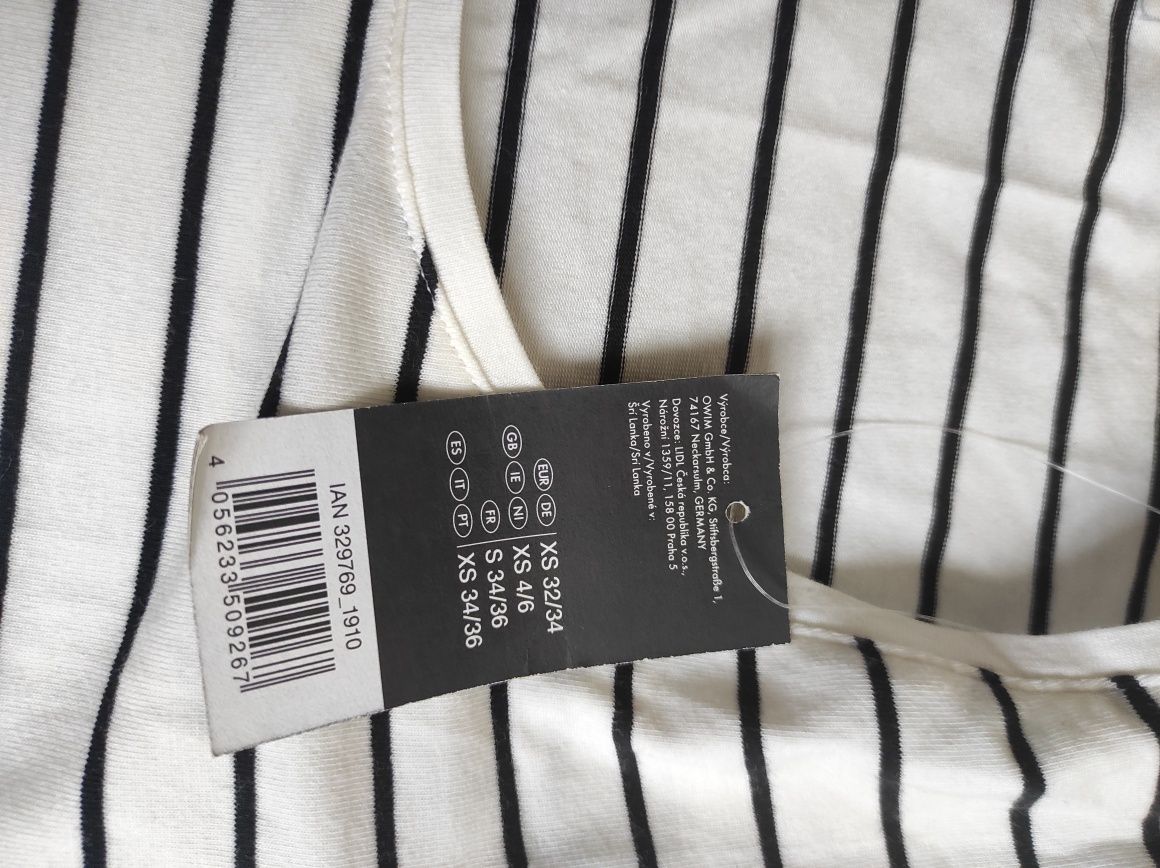 Výrobce/Výrobca:
OWIM GmbH & Co. KG, Stiftsbergstraße 1,
74167 Neckarsulm, GERMANY
Dovozce: LIDL Česká republika v.o.s.,
Nárožní 1359/11, 158 00 Praha 5
Vyrobeno v/Vyrobené v:
Šrí Lanka/Srí Lanka
EUR DE XS 32/34
GB IE NI XS 4/6
FR S 34/36
ES IT PT XS 34/36
IAN 329769_1910
4 056233 509267